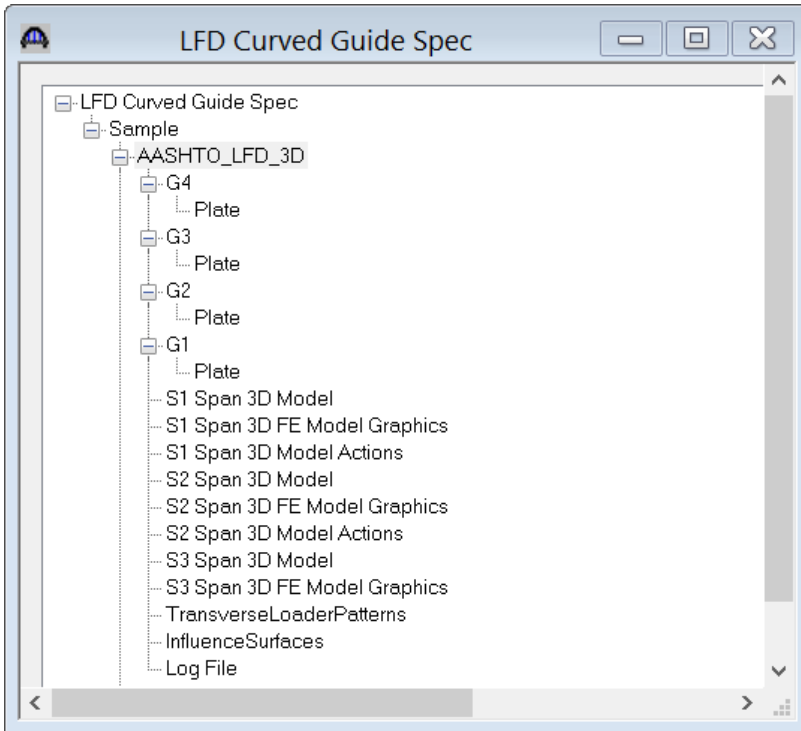 LFD Curved Guide Spec
LFD Curved Guide Spec
Sample
AASHTO_LFD_3D
G4
Plate
G3
Plate
G2
Plate
G1
Plate
S1 Span 3D Model
S1 Span 3D FE Model Graphics
S1 Span 3D Model Actions
S2 Span 3D Model
S2 Span 3D FE Model Graphics
S2 Span 3D Model Actions
S3 Span 3D Model
S3 Span 3D FE Model Graphics
TransverseLoaderPatterns
InfluenceSurfaces
Log File